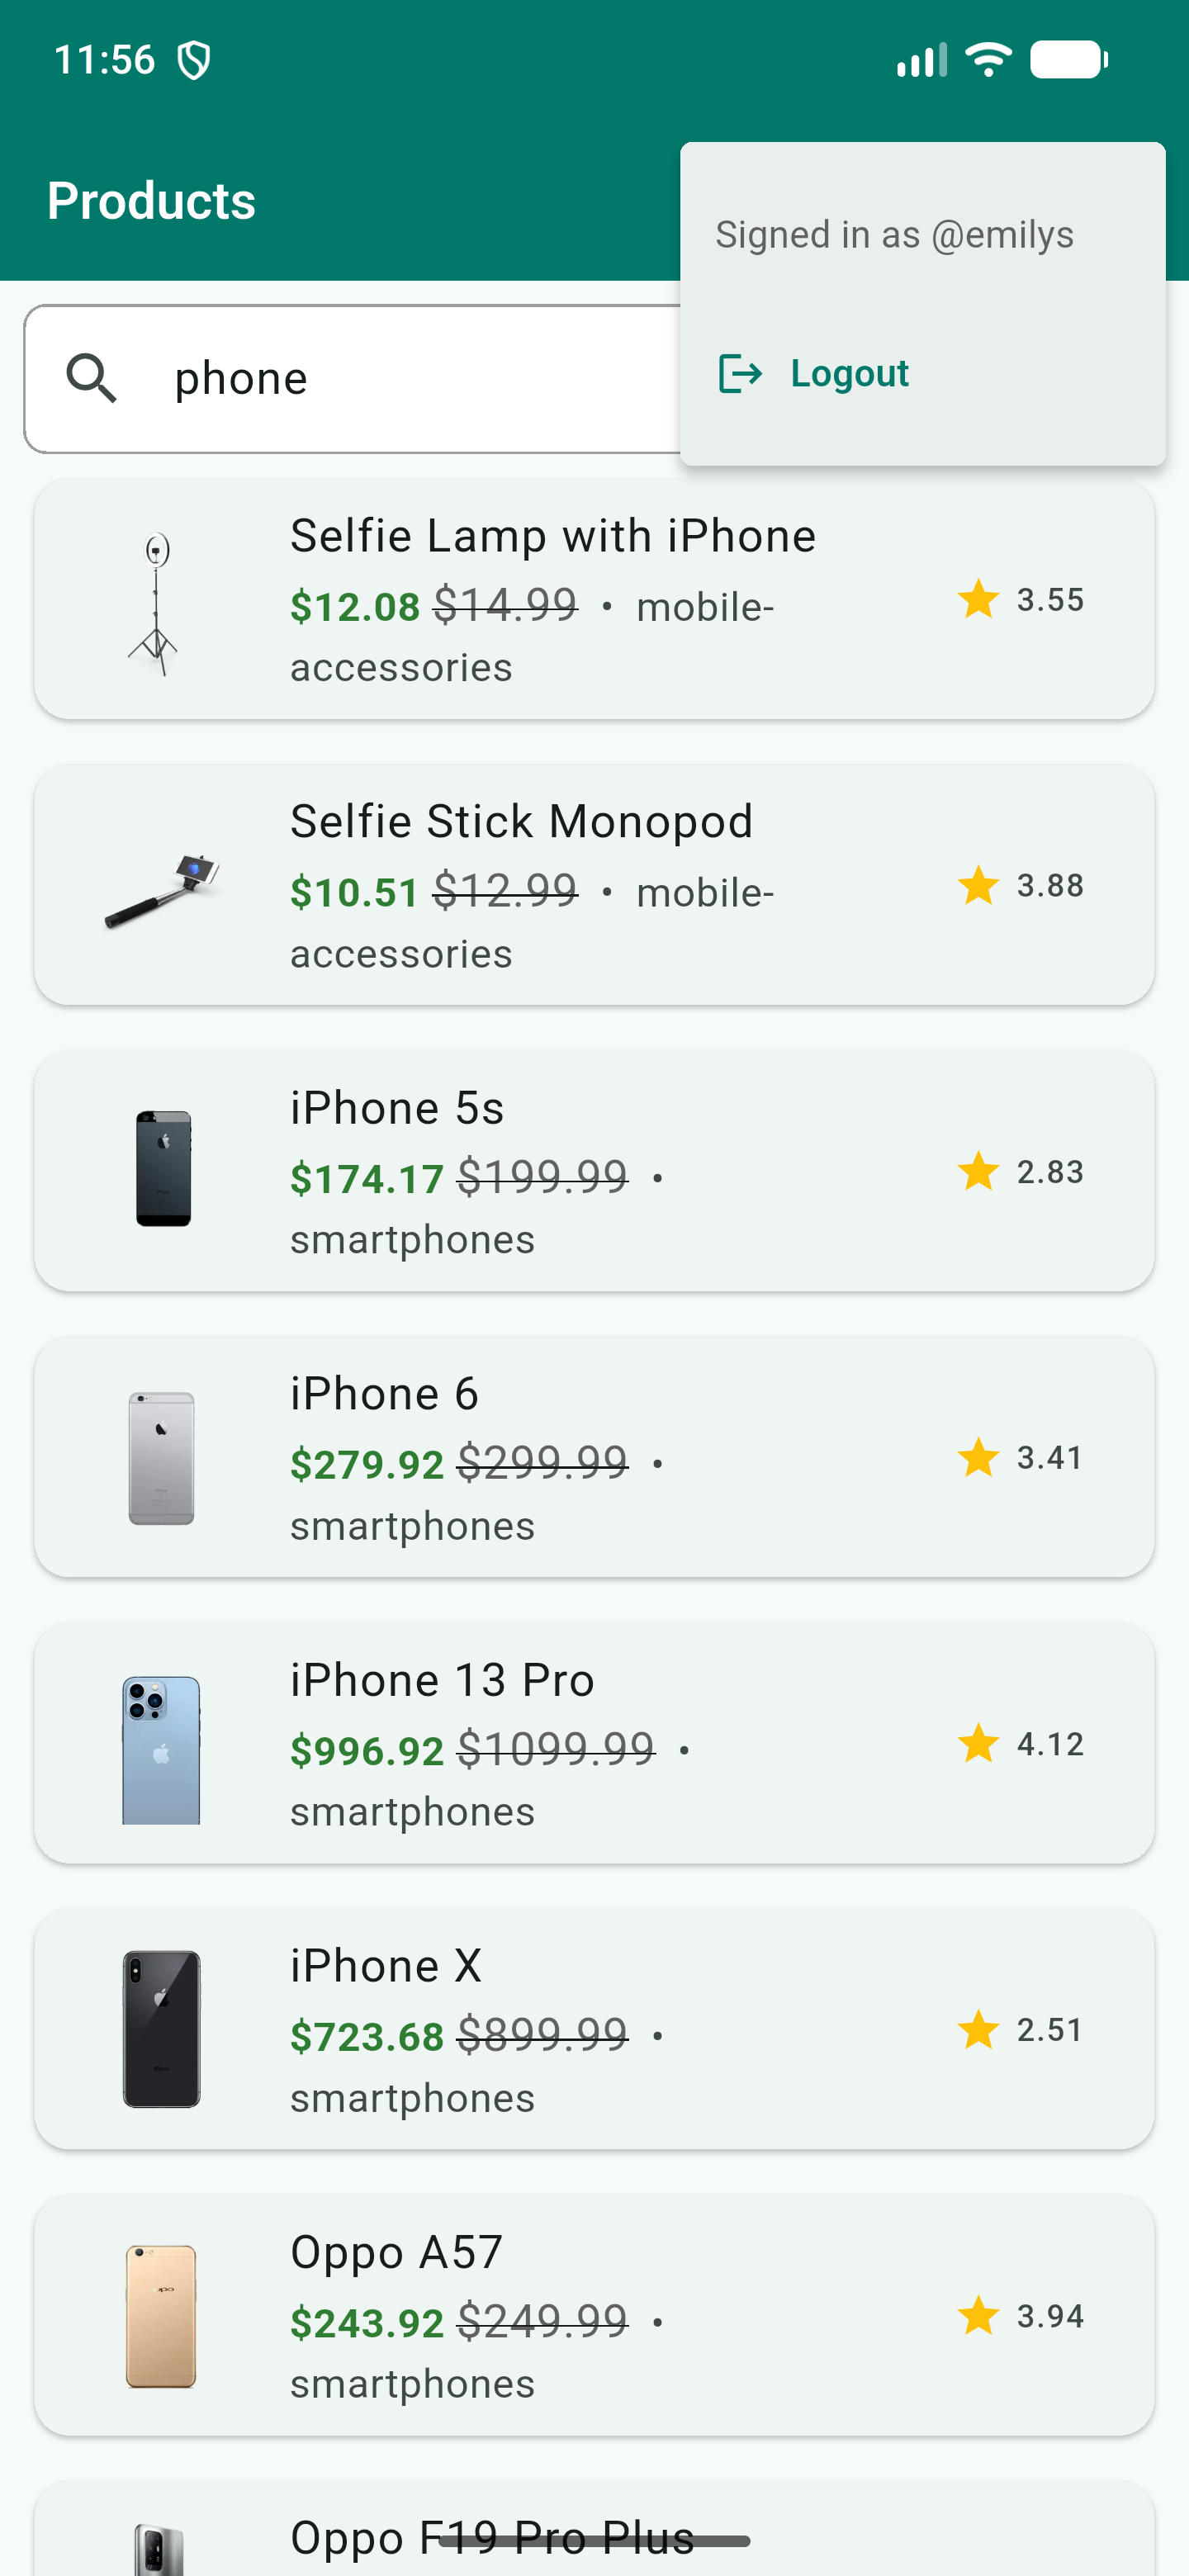 11:56
Products
Signed in as @emilys
phone
Logout
Selfie Lamp with iPhone
$12.08 $14.99 • mobile-
accessories
3.55
Selfie Stick Monopod
$10.51 $12.99 • mobile-
accessories
3.88
iPhone 5s
$174.17 $199.99 •
smartphones
2.83
iPhone 6
$279.92 $299.99 •
smartphones
3.41
iPhone 13 Pro
$996.92 $1099.99 •
smartphones
4.12
iPhone X
$723.68 $899.99 •
smartphones
2.51
Oppo A57
$243.92 $249.99 •
smartphones
3.94
Oppo F19 Pro Plus